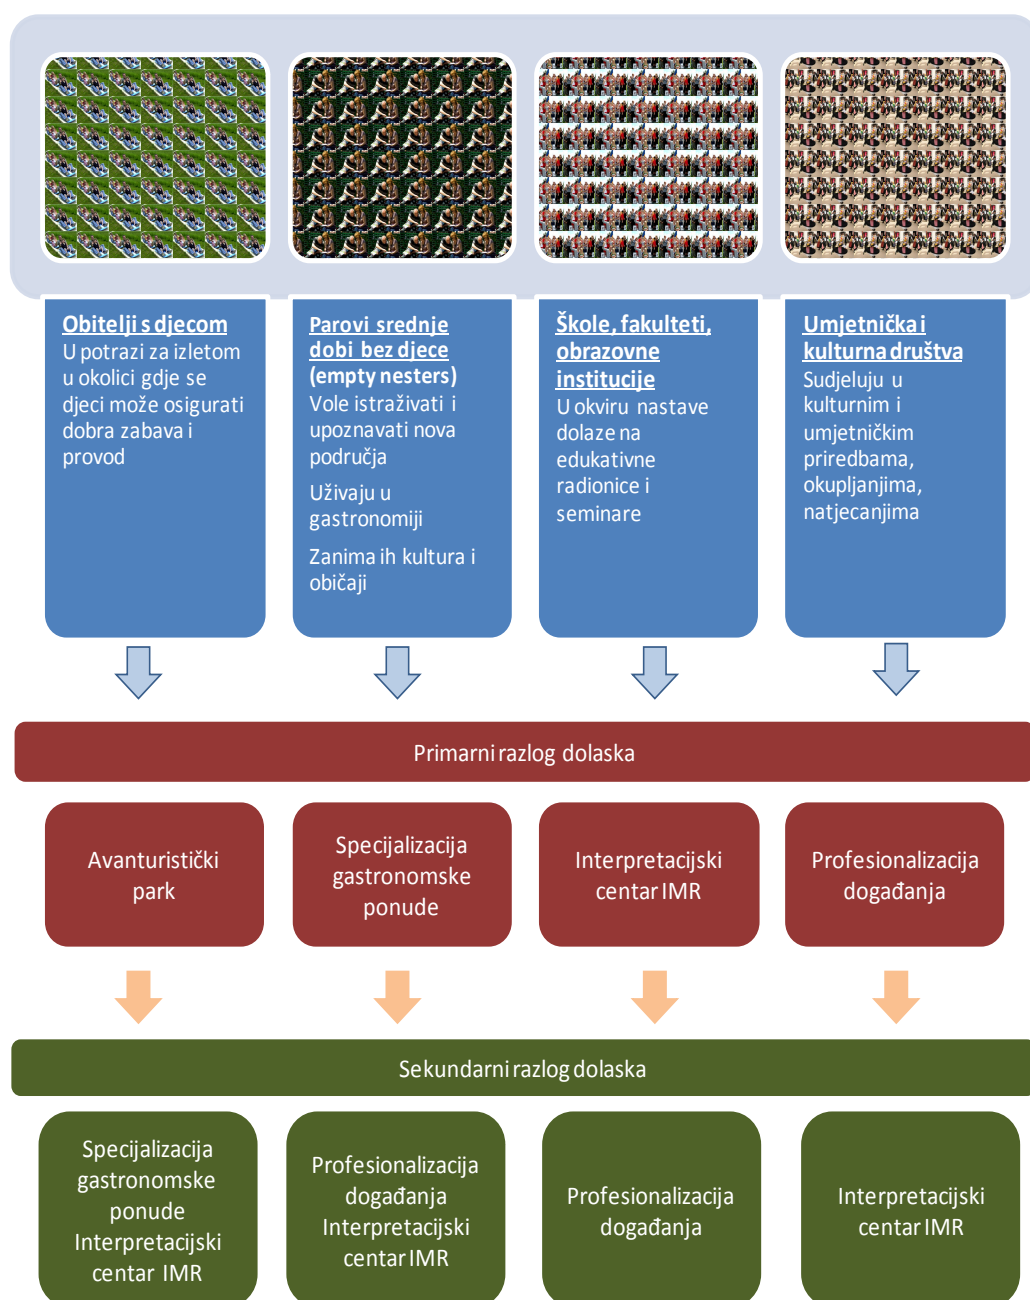 Obitelji s djecom
U potrazi za izletom
u okolici gdje se
djeci može osigurati
dobra zabava i
provod
Parovi srednje
dobi bez djece
(empty nesters)
Vole istraživati i
upoznavati nova
područja
Uživaju u
gastronomiji
Zanima ih kultura i
običaji
Škole, fakulteti,
obrazovne
institucije
U okviru nastave
dolaze na
edukativne
radionice i
seminare
Umjetnička i
kulturna društva
Sudjeluju u
kulturnim i
umjetničkim
priredbama,
okupljanjima,
natjecanjima
Primarni razlog dolaska
Avanturistički
park
Specijalizacija
gastronomske
ponude
Interpretacijski
centar IMR
Profesionalizacija
događanja
Sekundarni razlog dolaska
Specijalizacija
gastronomske
ponude
Interpretacijski
centar IMR
Profesionalizacija
događanja
Interpretacijski
centar IMR
Profesionalizacija
događanja
Interpretacijski
centar IMR